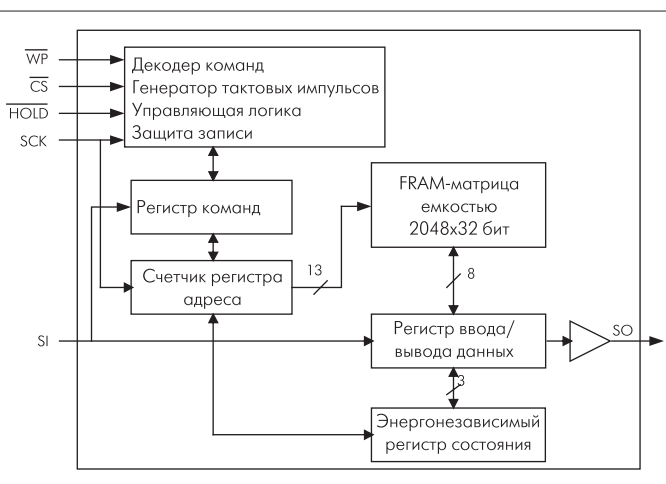 WP
CS
HOLD
SCK
Декодер команд
Генератор тактовых импульсов
Управляющая логика
Защита записи
Регистр команд
FRAM-матрица
емкостью
2048x32 бит
Счетчик регистра
адреса
13
8
SI
Регистр ввода/
вывода данных
SO
3
Энергонезависимый
регистр состояния